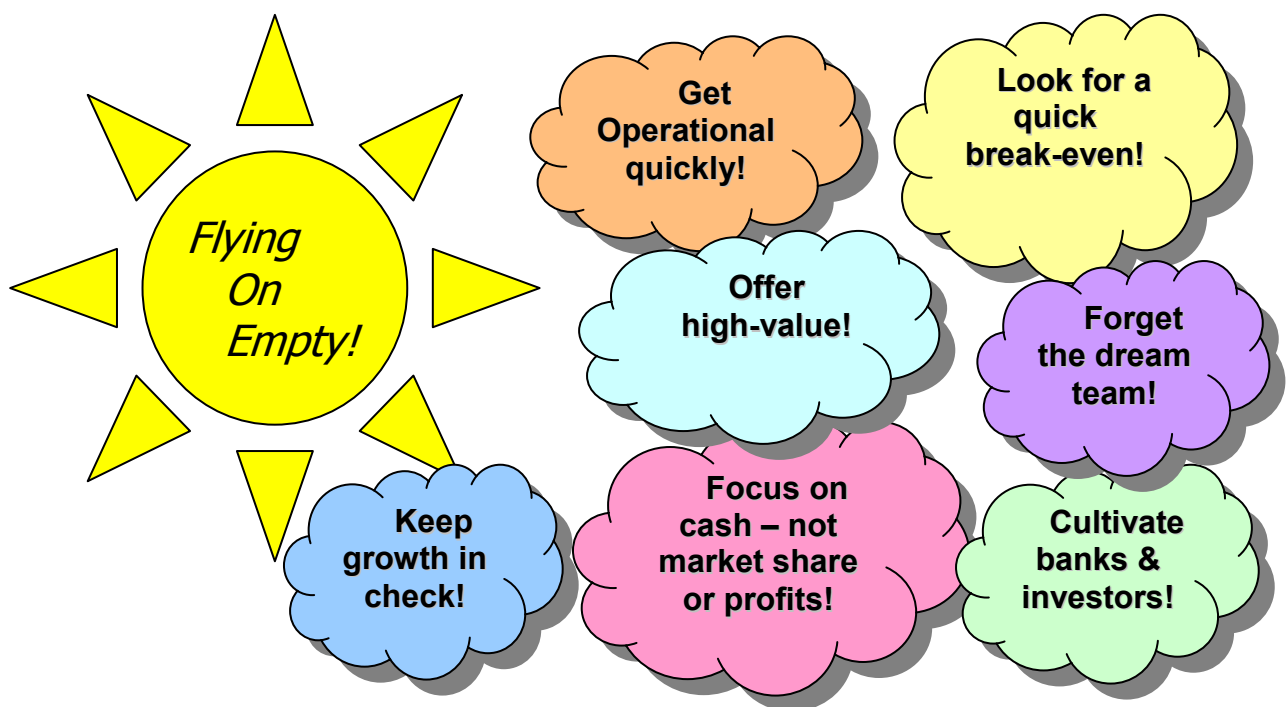 Flying
On
Empty!
Get
Operational
quickly!
Look for a
quick
break-even!
Offer
high-value!
Forget
the dream
team!
Keep
growth in
check!
Focus on
cash – not
market share
or profits!
Cultivate
banks &
investors!